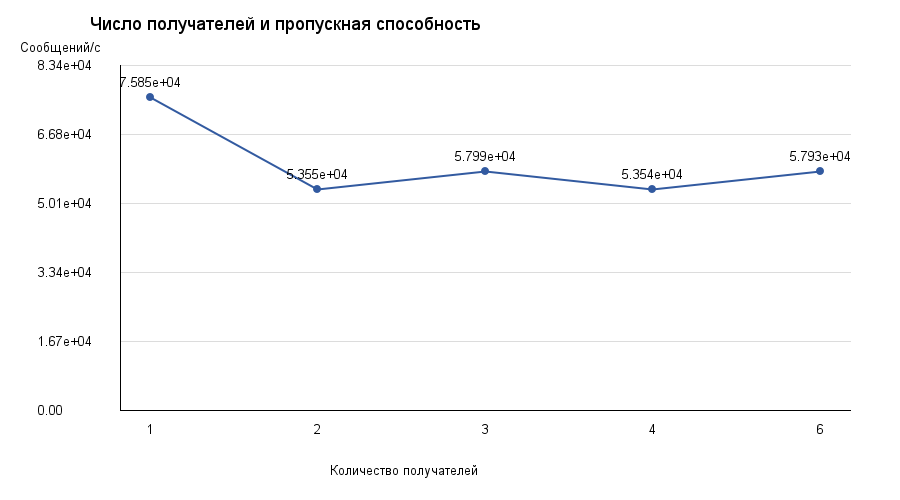 Число получателей и пропускная способность
Сообщений/с
8.34e+04
7.585e+04
6.68e+04
5.355e+04
5.799e+04
5.354e+04
5.793e+04
5.01e+04
3.34e+04
1.67e+04
0.00
1 2 3 4 6
Количество получателей